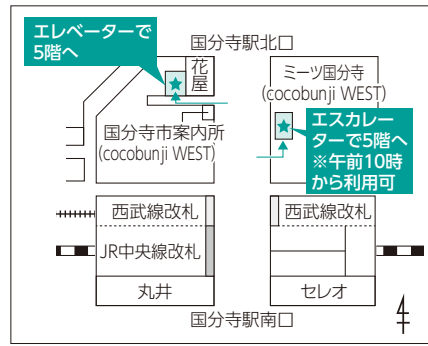 エレベーターで
5階へ
国分寺駅北口
花
屋
ミーツ国分寺
(cocobunji WEST)
エスカレー
ターで5階へ
※午前10時
から利用可
国分寺市案内所
(cocobunji WEST)
西武線改札
西武線改札
JR中央線改札
丸井
セレオ
国分寺駅南口
4